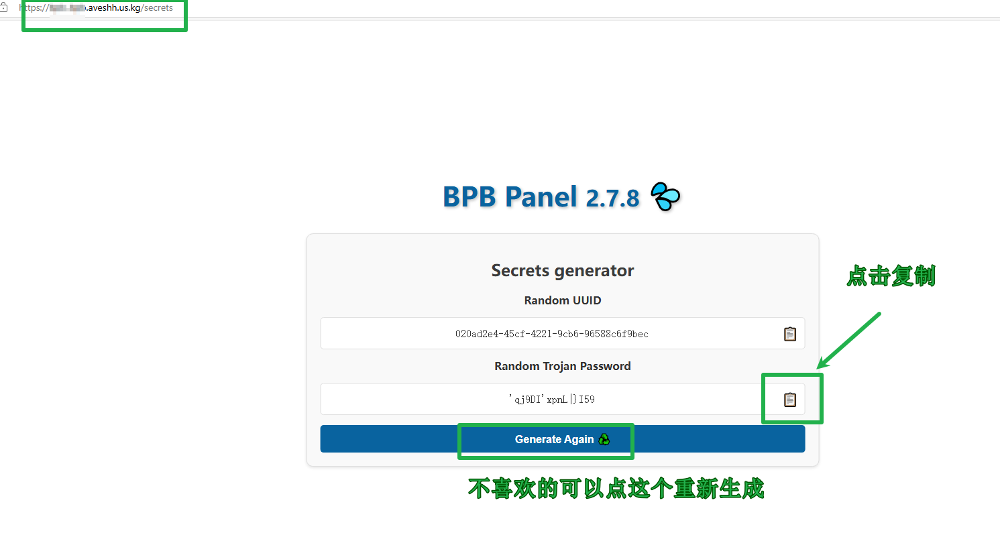 https://.aveshh.us.kg/secrets
BPB Panel 2.7.8
Secrets generator
点击复制
Random UUID
020ad2e4-45cf-4221-9cb6-96588c6f9bec
Random Trojan Password
'qj9DI'xpnL|}I59
Generate Again
不喜欢的可以点这个重新生成